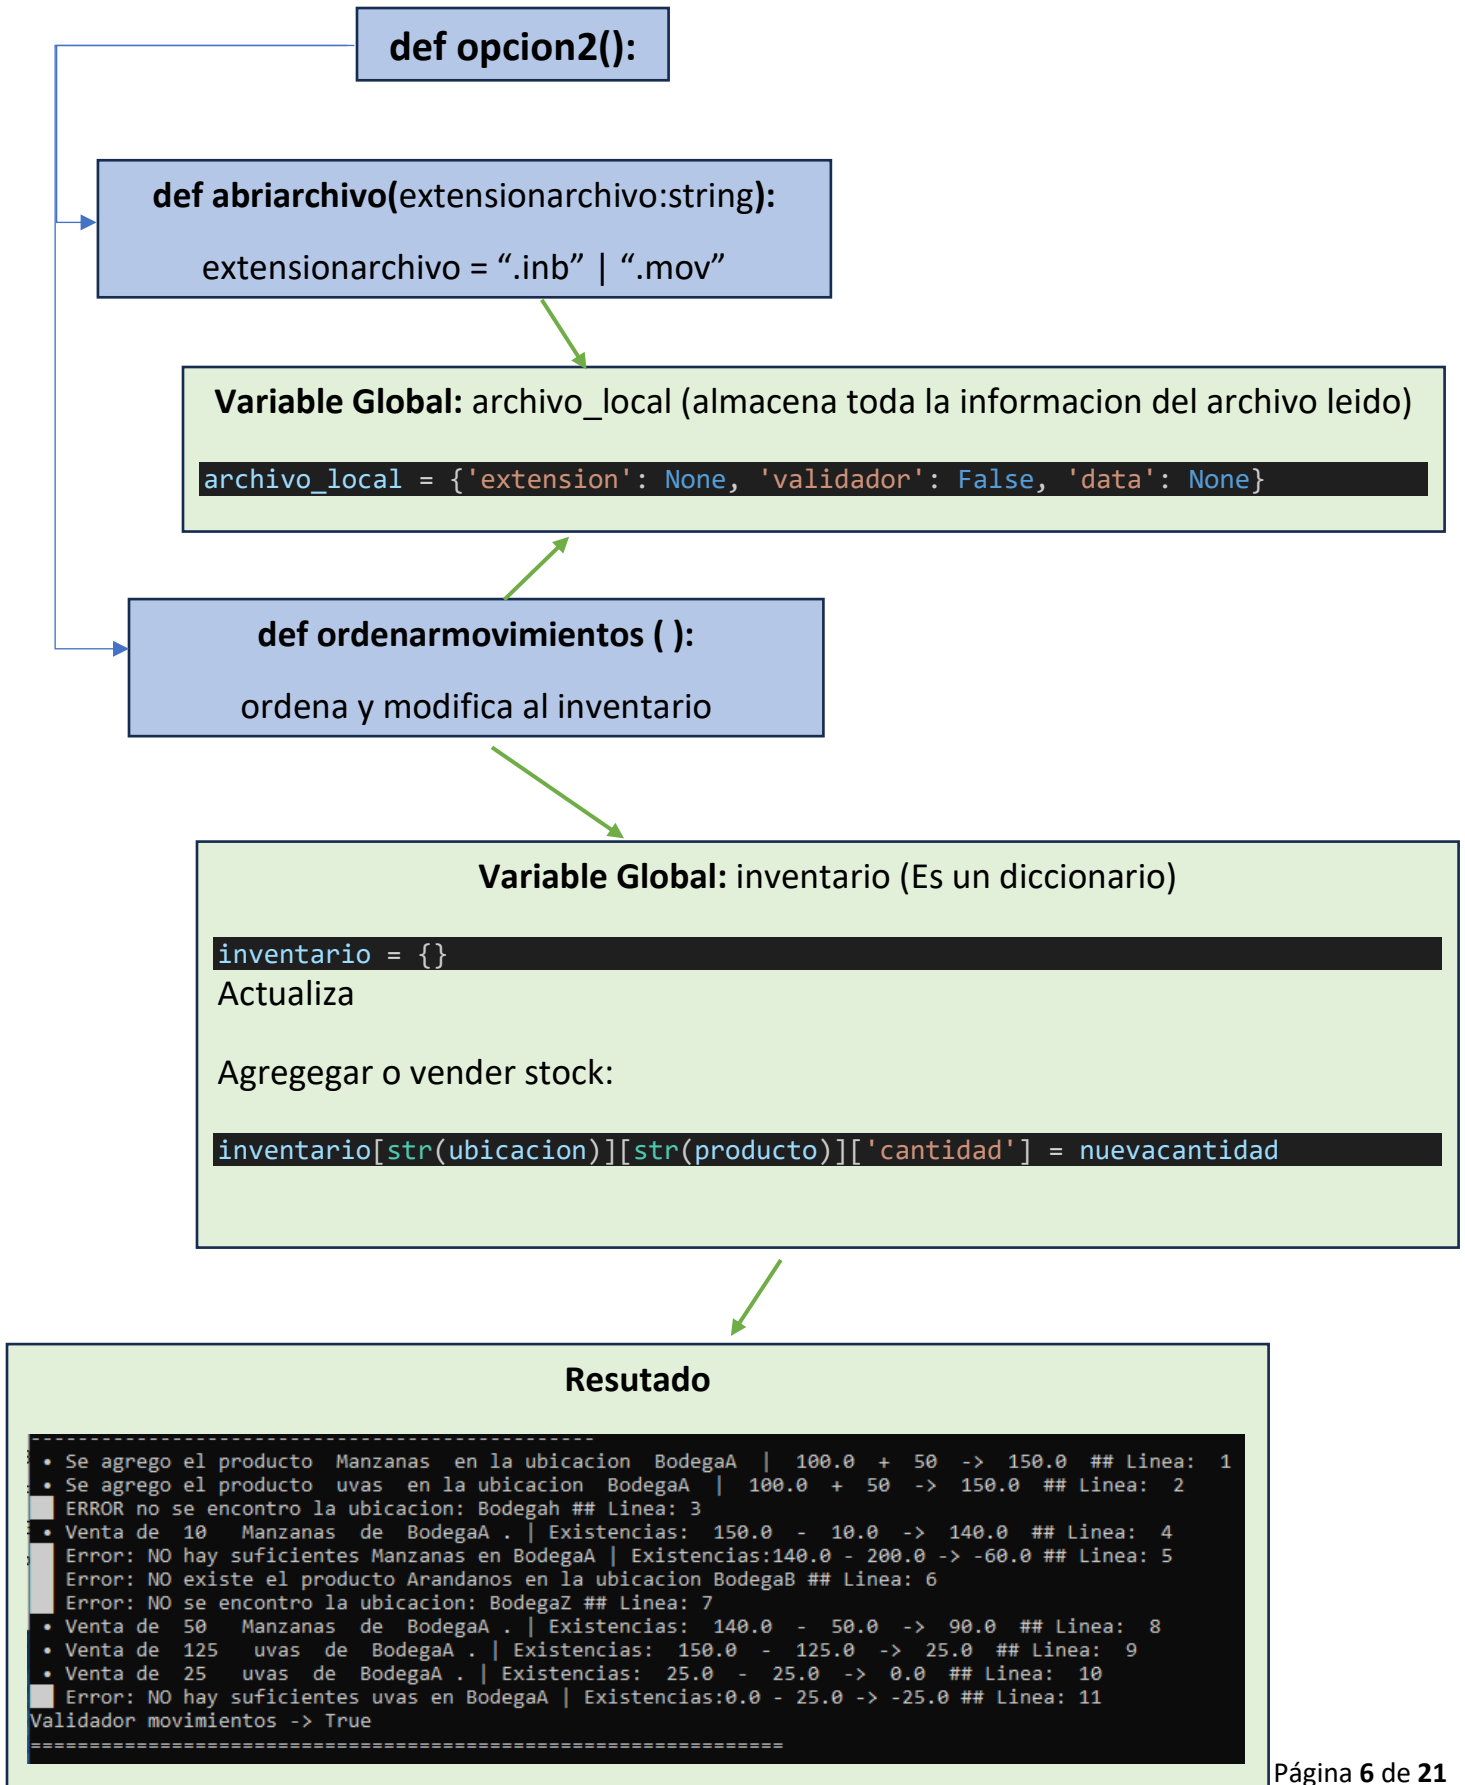 def opcion2():
def abriarchivo(extensionarchivo:string):
extensionarchivo = “.inb” | “.mov”
Variable Global: archivo_local (almacena toda la informacion del archivo leido)
archivo_local = {'extension': None, 'validador': False, 'data': None}
def ordenarmovimientos ( ):
ordena y modifica al inventario
Variable Global: inventario (Es un diccionario)
inventario = {}
Actualiza
Agregegar o vender stock:
inventario[str(ubicacion)][str(producto)]['cantidad'] = nuevacantidad
Resutado
------------------------------------------------
• Se agrego el producto  Manzanas  en la ubicacion  BodegaA  |  100.0  +  50  ->  150.0  ## Linea:  1
• Se agrego el producto  uvas  en la ubicacion  BodegaA  |  100.0  +  50  ->  150.0  ## Linea:  2
ERROR no se encontro la ubicacion: Bodegah ## Linea: 3
• Venta de  10   Manzanas  de  BodegaA . | Existencias:  150.0  -  10.0  ->  140.0  ## Linea:  4
Error: NO hay suficientes Manzanas en BodegaA | Existencias:140.0 - 200.0 -> -60.0 ## Linea: 5
Error: NO existe el producto Arandanos en la ubicacion BodegaB ## Linea: 6
Error: NO se encontro la ubicacion: BodegaZ ## Linea: 7
• Venta de  50   Manzanas  de  BodegaA . | Existencias:  140.0  -  50.0  ->  90.0  ## Linea:  8
• Venta de  125   uvas  de  BodegaA . | Existencias:  150.0  -  125.0  ->  25.0  ## Linea:  9
• Venta de  25   uvas  de  BodegaA . | Existencias:  25.0  -  25.0  ->  0.0  ## Linea:  10
Error: NO hay suficientes uvas en BodegaA | Existencias:0.0 - 25.0 -> -25.0 ## Linea: 11
Validador movimientos -> True
================================================================
Página 6 de 21